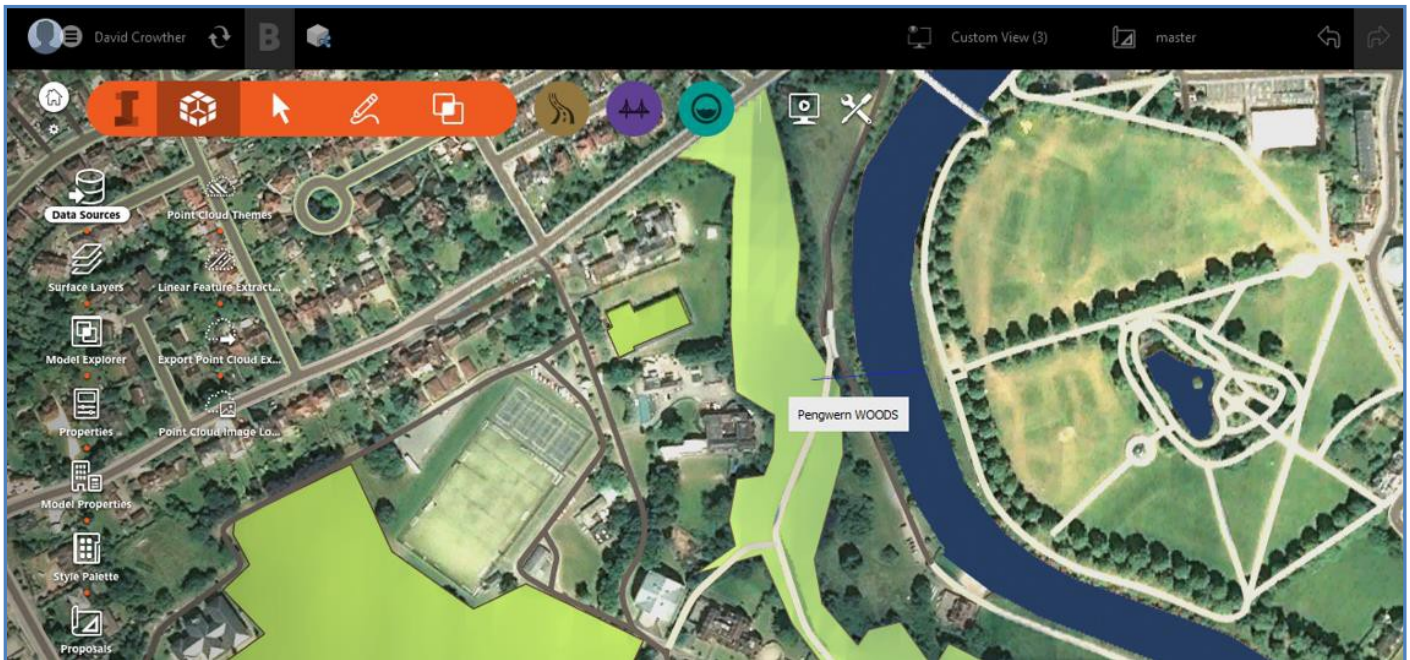 David Crowther
B
Custom View (3)
master
I
Data Sources
Point Cloud Themes
Surface Layers
Linear Feature Extract...
Model Explorer
Export Point Cloud Ex...
Properties
Point Cloud Image Lo...
Pengwern WOODS
Model Properties
Style Palette
Proposals